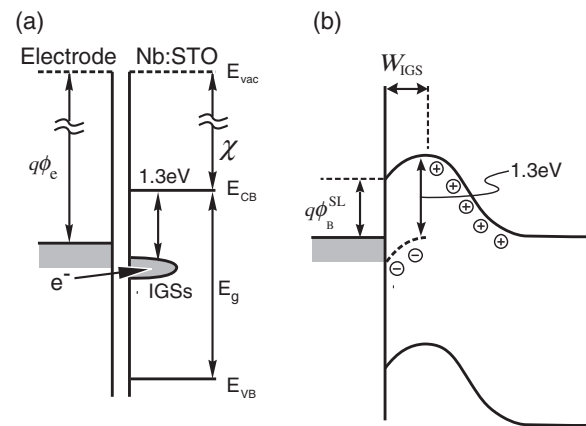 (a)
Electrode Nb:STO
E_vac
qϕ_e
χ
1.3eV
E_CB
e⁻
IGSs
E_g
E_VB
(b)
W_IGS
1.3eV
qϕ_B^SL
⊕
⊕
⊕
⊕
⊕
⊕
⊖
⊖